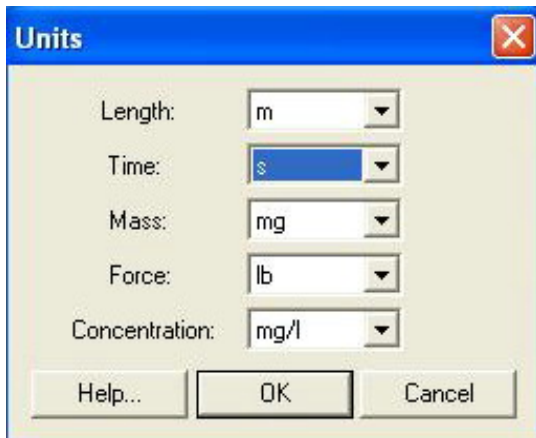 Units
Length: m
Time: s
Mass: mg
Force: lb
Concentration: mg/l
Help... OK Cancel